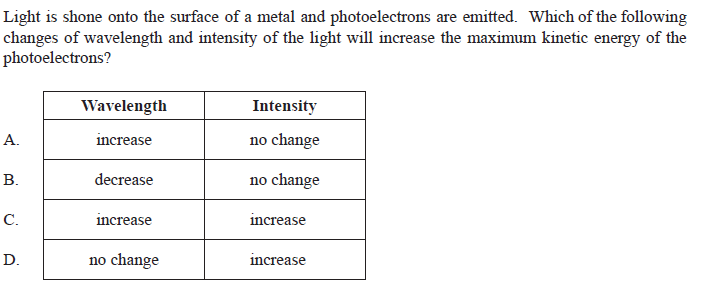 Light is shone onto the surface of a metal and photoelectrons are emitted. Which of the following
changes of wavelength and intensity of the light will increase the maximum kinetic energy of the
photoelectrons?
Wavelength Intensity
A. increase no change
B. decrease no change
C. increase increase
D. no change increase